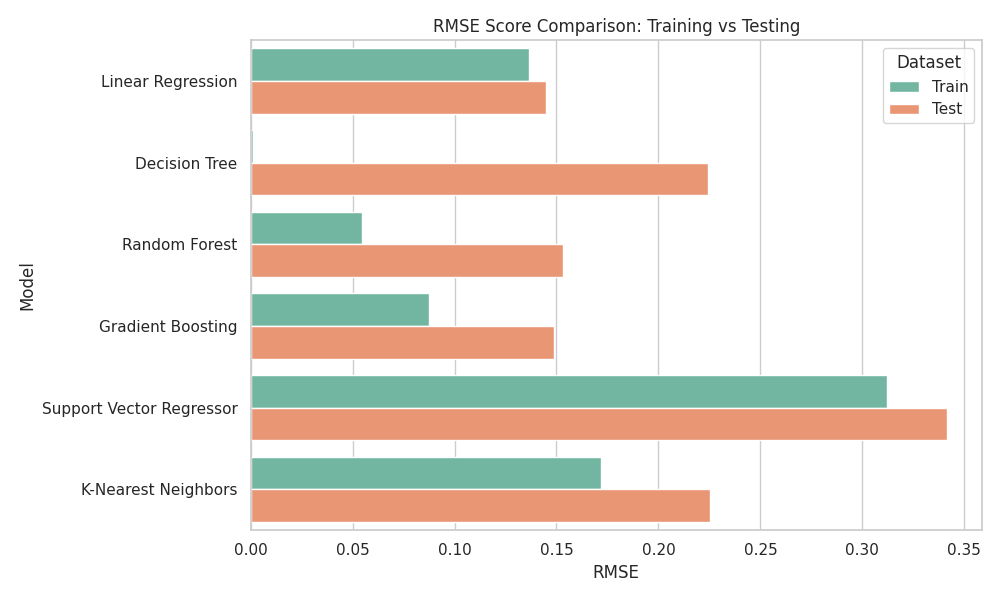 RMSE Score Comparison: Training vs Testing
Dataset
Train
Test
Model
Linear Regression
Decision Tree
Random Forest
Gradient Boosting
Support Vector Regressor
K-Nearest Neighbors
0.00 0.05 0.10 0.15 0.20 0.25 0.30 0.35
RMSE